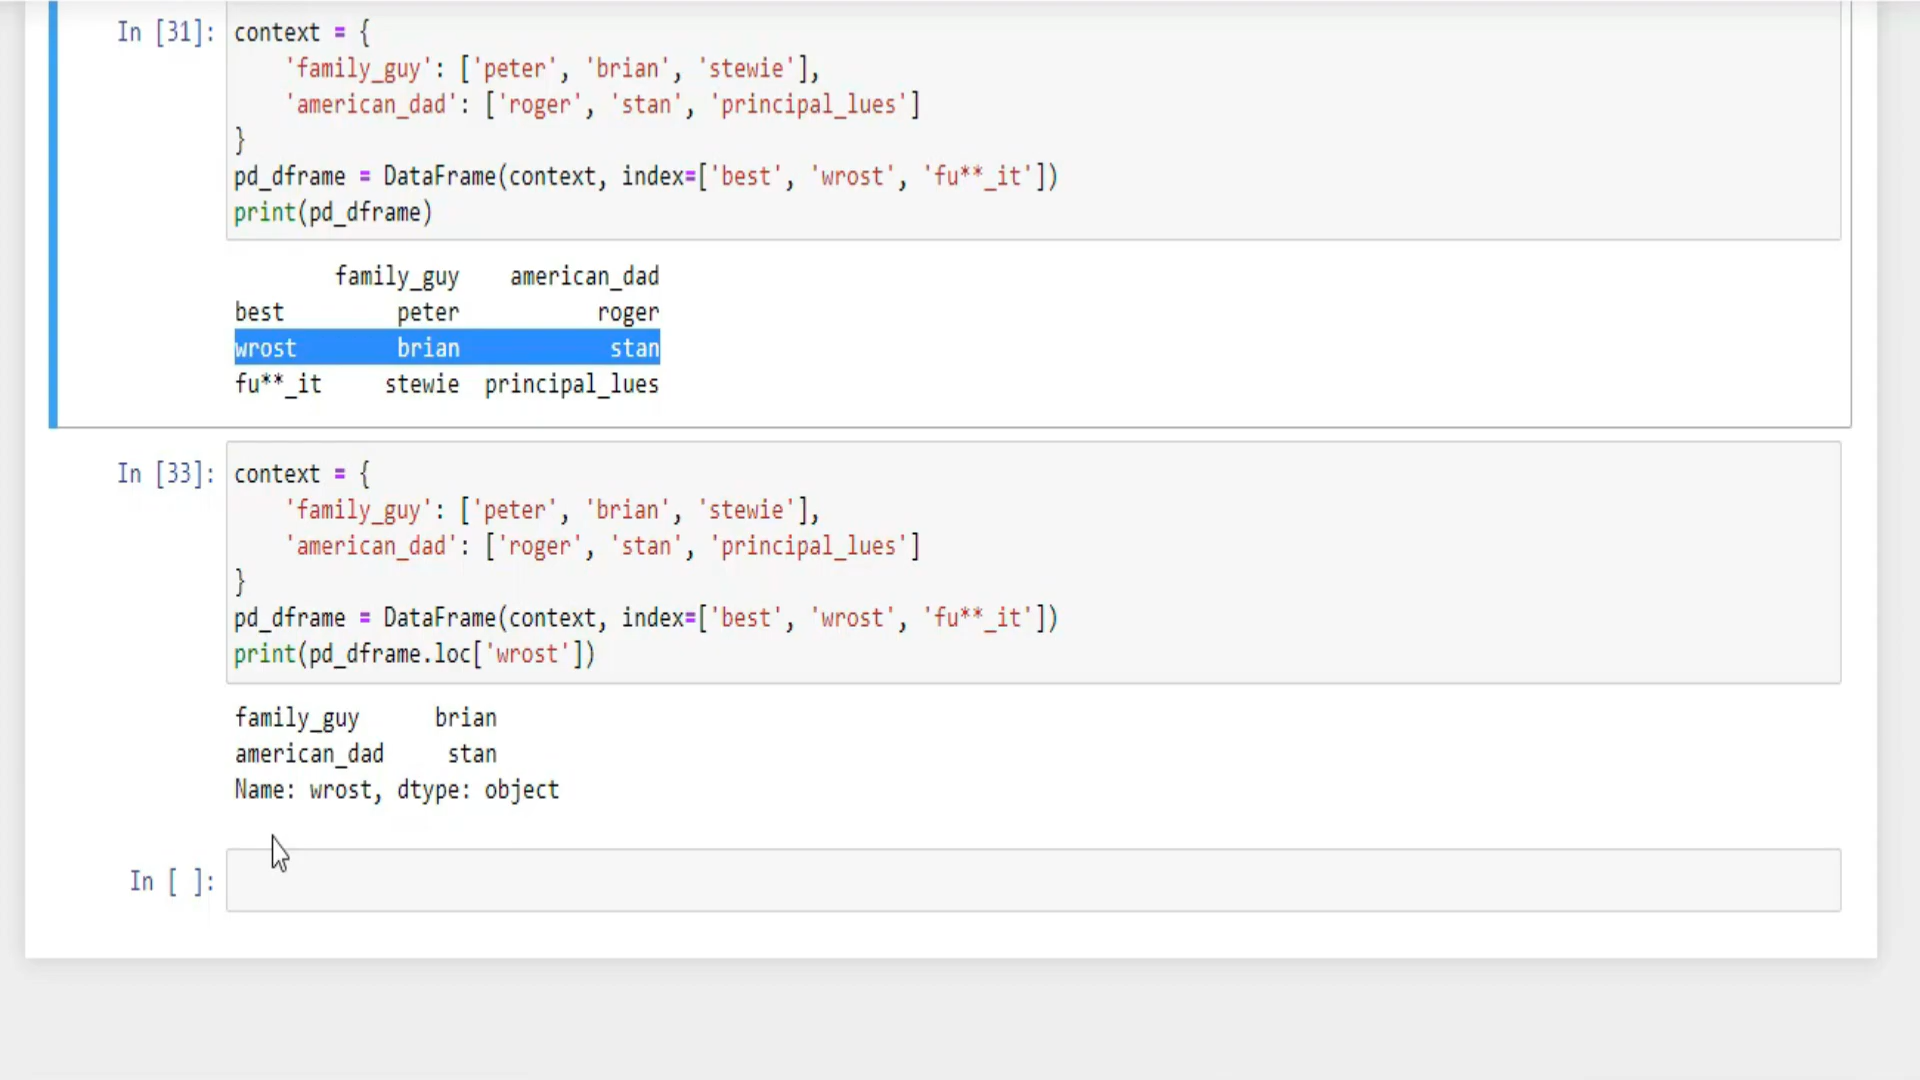 In [31]: context = {
'family_guy': ['peter', 'brian', 'stewie'],
'american_dad': ['roger', 'stan', 'principal_lues']
}
pd_dframe = DataFrame(context, index=['best', 'wrost', 'fu**_it'])
print(pd_dframe)
family_guy american_dad
best peter roger
wrost brian stan
fu**_it stewie principal_lues
In [33]: context = {
'family_guy': ['peter', 'brian', 'stewie'],
'american_dad': ['roger', 'stan', 'principal_lues']
}
pd_dframe = DataFrame(context, index=['best', 'wrost', 'fu**_it'])
print(pd_dframe.loc['wrost'])
family_guy brian
american_dad stan
Name: wrost, dtype: object
In [ ]: